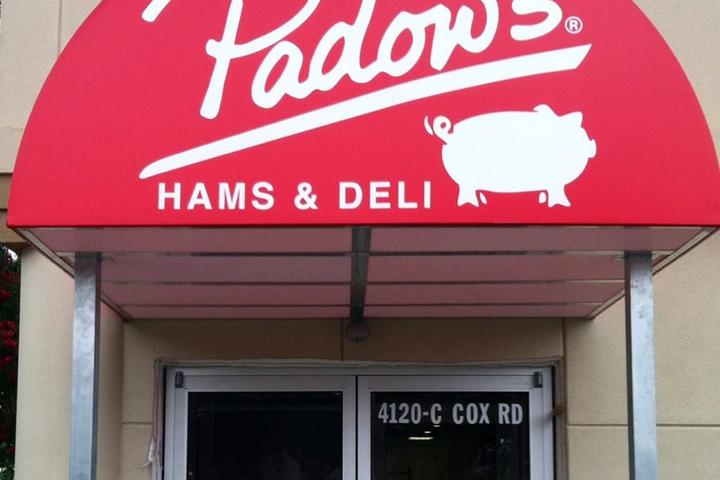 Padow's®
HAMS & DELI
4120-C COX RD